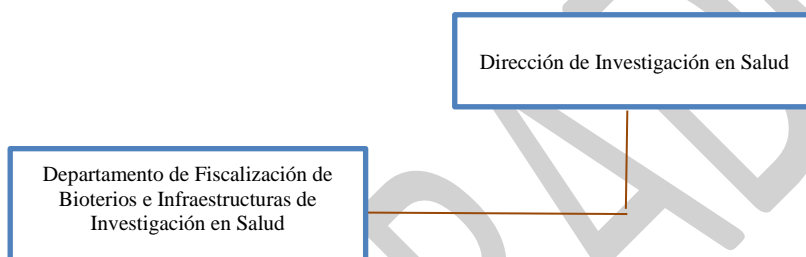 Dirección de Investigación en Salud
Departamento de Fiscalización de
Bioterios e Infraestructuras de
Investigación en Salud